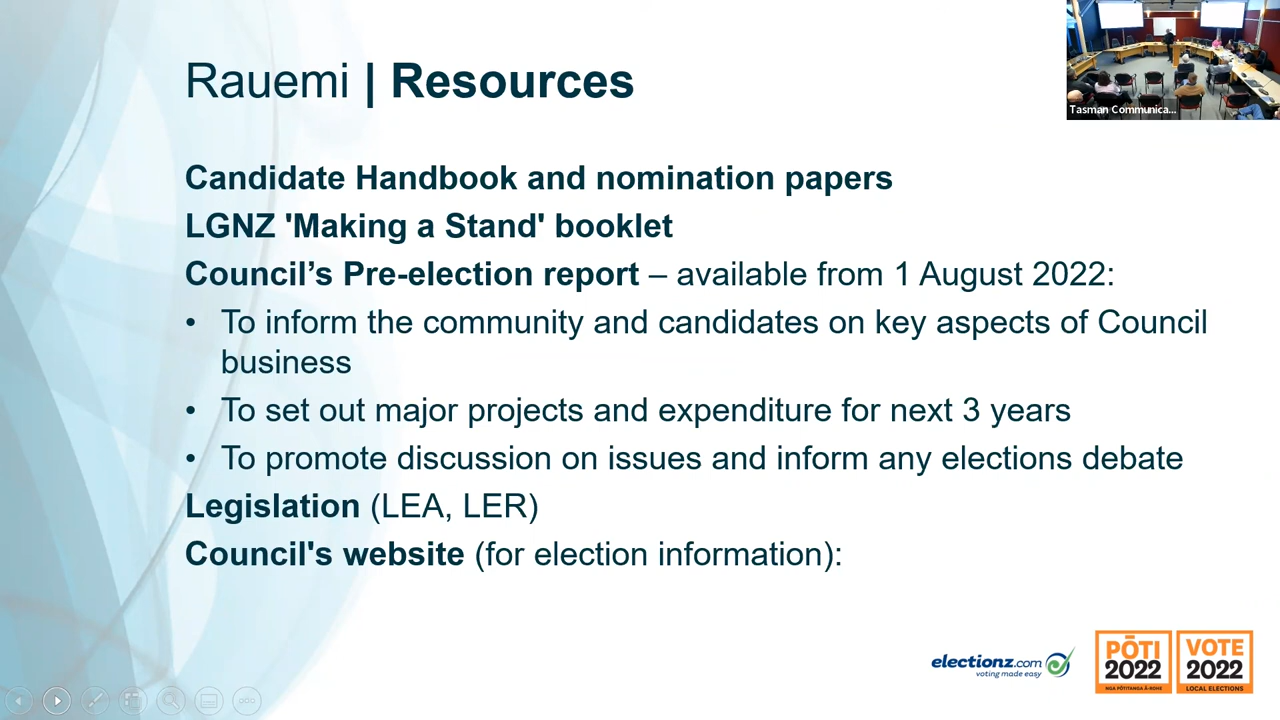 Rauemi | Resources
Tasman Communica...
Candidate Handbook and nomination papers
LGNZ 'Making a Stand' booklet
Council’s Pre-election report – available from 1 August 2022:
• To inform the community and candidates on key aspects of Council
business
• To set out major projects and expenditure for next 3 years
• To promote discussion on issues and inform any elections debate
Legislation (LEA, LER)
Council's website (for election information):
electionz.com
voting made easy
PŌTI
2022
NGA PŌTITANGA Ā-ROHE
VOTE
2022
LOCAL ELECTIONS